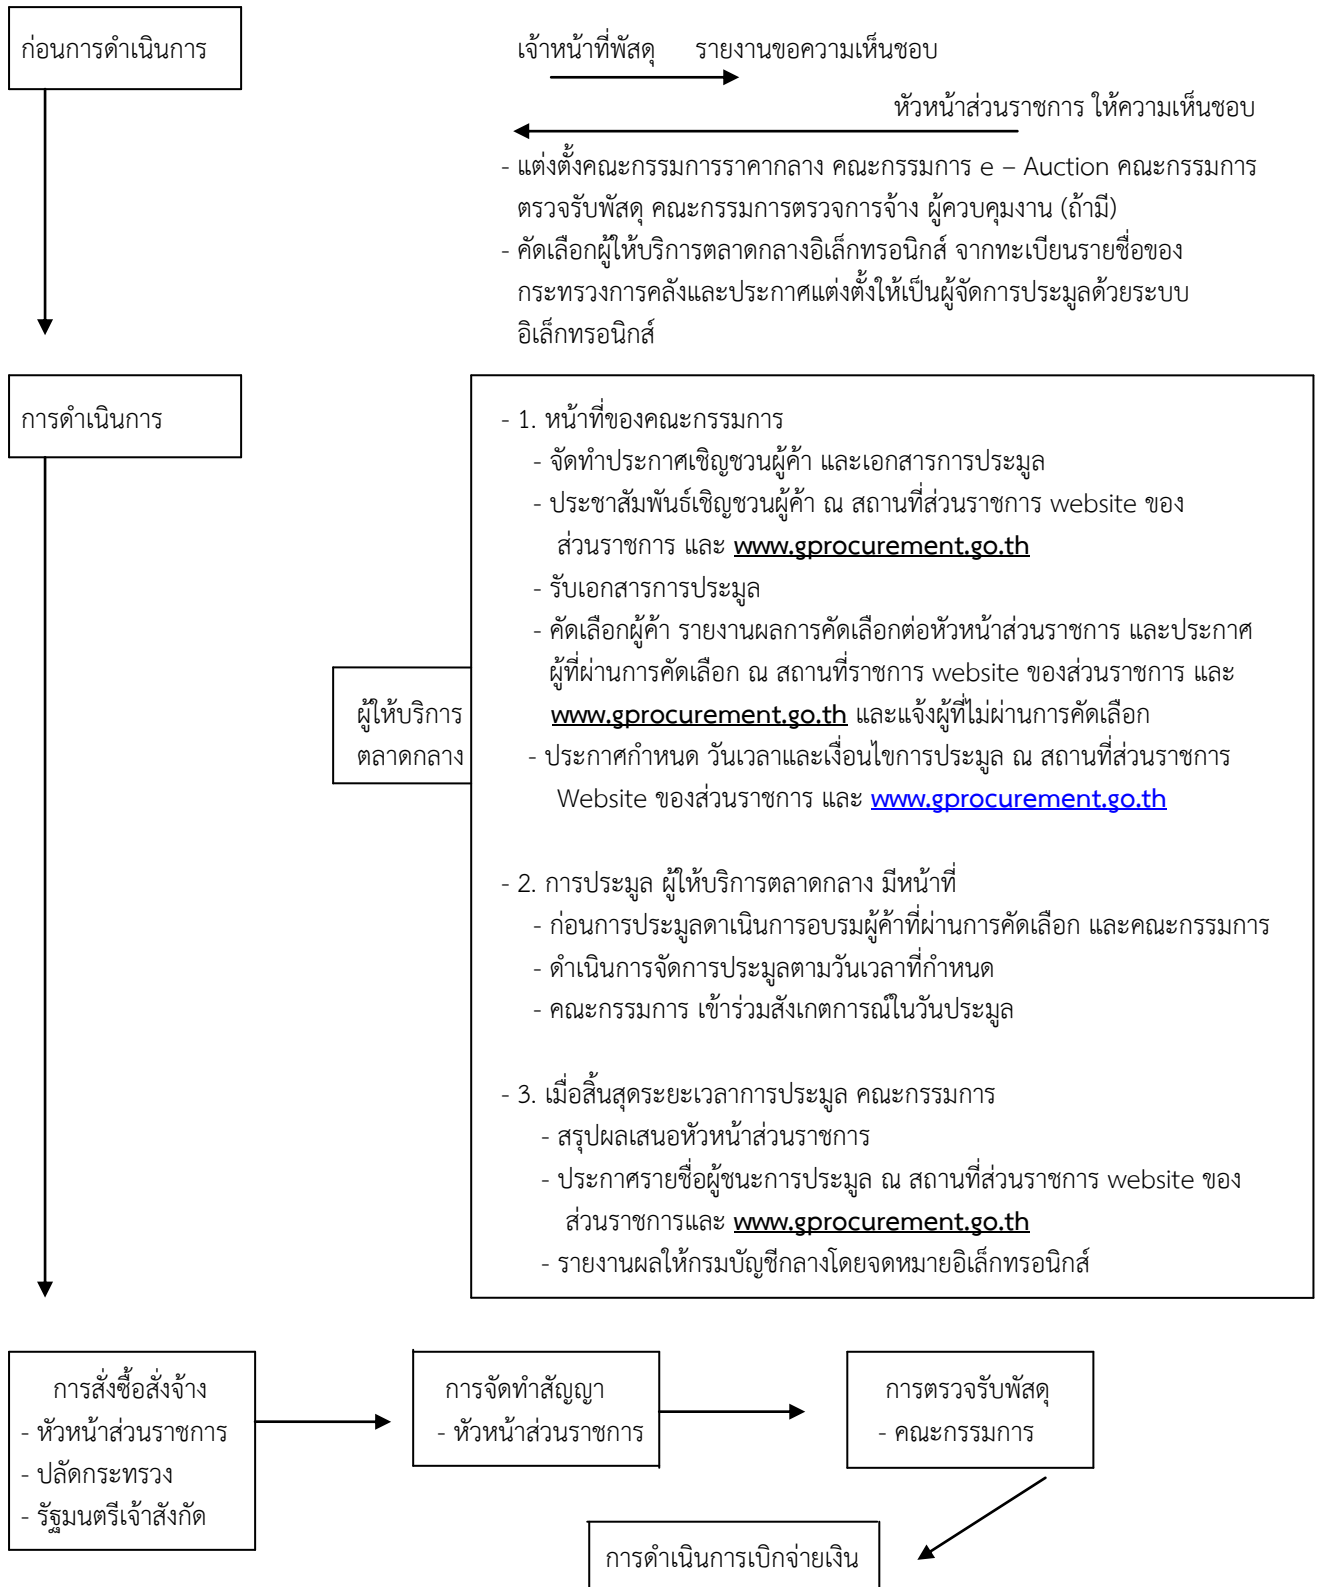 ก่อนการดำเนินการ
เจ้าหน้าที่พัสดุ รายงานขอความเห็นชอบ
หัวหน้าส่วนราชการ ให้ความเห็นชอบ
- แต่งตั้งคณะกรรมการราคากลาง คณะกรรมการ e – Auction คณะกรรมการ
ตรวจรับพัสดุ คณะกรรมการตรวจการจ้าง ผู้ควบคุมงาน (ถ้ามี)
- คัดเลือกผู้ให้บริการตลาดกลางอิเล็กทรอนิกส์ จากทะเบียนรายชื่อของ
กระทรวงการคลังและประกาศแต่งตั้งให้เป็นผู้จัดการประมูลด้วยระบบ
อิเล็กทรอนิกส์
การดำเนินการ
- 1. หน้าที่ของคณะกรรมการ
- จัดทำประกาศเชิญชวนผู้ค้า และเอกสารการประมูล
- ประชาสัมพันธ์เชิญชวนผู้ค้า ณ สถานที่ส่วนราชการ website ของ
ส่วนราชการ และ www.gprocurement.go.th
- รับเอกสารการประมูล
- คัดเลือกผู้ค้า รายงานผลการคัดเลือกต่อหัวหน้าส่วนราชการ และประกาศ
ผู้ที่ผ่านการคัดเลือก ณ สถานที่ราชการ website ของส่วนราชการ และ
www.gprocurement.go.th และแจ้งผู้ที่ไม่ผ่านการคัดเลือก
- ประกาศกำหนด วันเวลาและเงื่อนไขการประมูล ณ สถานที่ส่วนราชการ
Website ของส่วนราชการ และ www.gprocurement.go.th
ผู้ให้บริการ
ตลาดกลาง
- 2. การประมูล ผู้ให้บริการตลาดกลาง มีหน้าที่
- ก่อนการประมูลดาเนินการอบรมผู้ค้าที่ผ่านการคัดเลือก และคณะกรรมการ
- ดำเนินการจัดการประมูลตามวันเวลาที่กำหนด
- คณะกรรมการ เข้าร่วมสังเกตการณ์ในวันประมูล
- 3. เมื่อสิ้นสุดระยะเวลาการประมูล คณะกรรมการ
- สรุปผลเสนอหัวหน้าส่วนราชการ
- ประกาศรายชื่อผู้ชนะการประมูล ณ สถานที่ส่วนราชการ website ของ
ส่วนราชการและ www.gprocurement.go.th
- รายงานผลให้กรมบัญชีกลางโดยจดหมายอิเล็กทรอนิกส์
การสั่งซื้อสั่งจ้าง
- หัวหน้าส่วนราชการ
- ปลัดกระทรวง
- รัฐมนตรีเจ้าสังกัด
การจัดทำสัญญา
- หัวหน้าส่วนราชการ
การตรวจรับพัสดุ
- คณะกรรมการ
การดำเนินการเบิกจ่ายเงิน